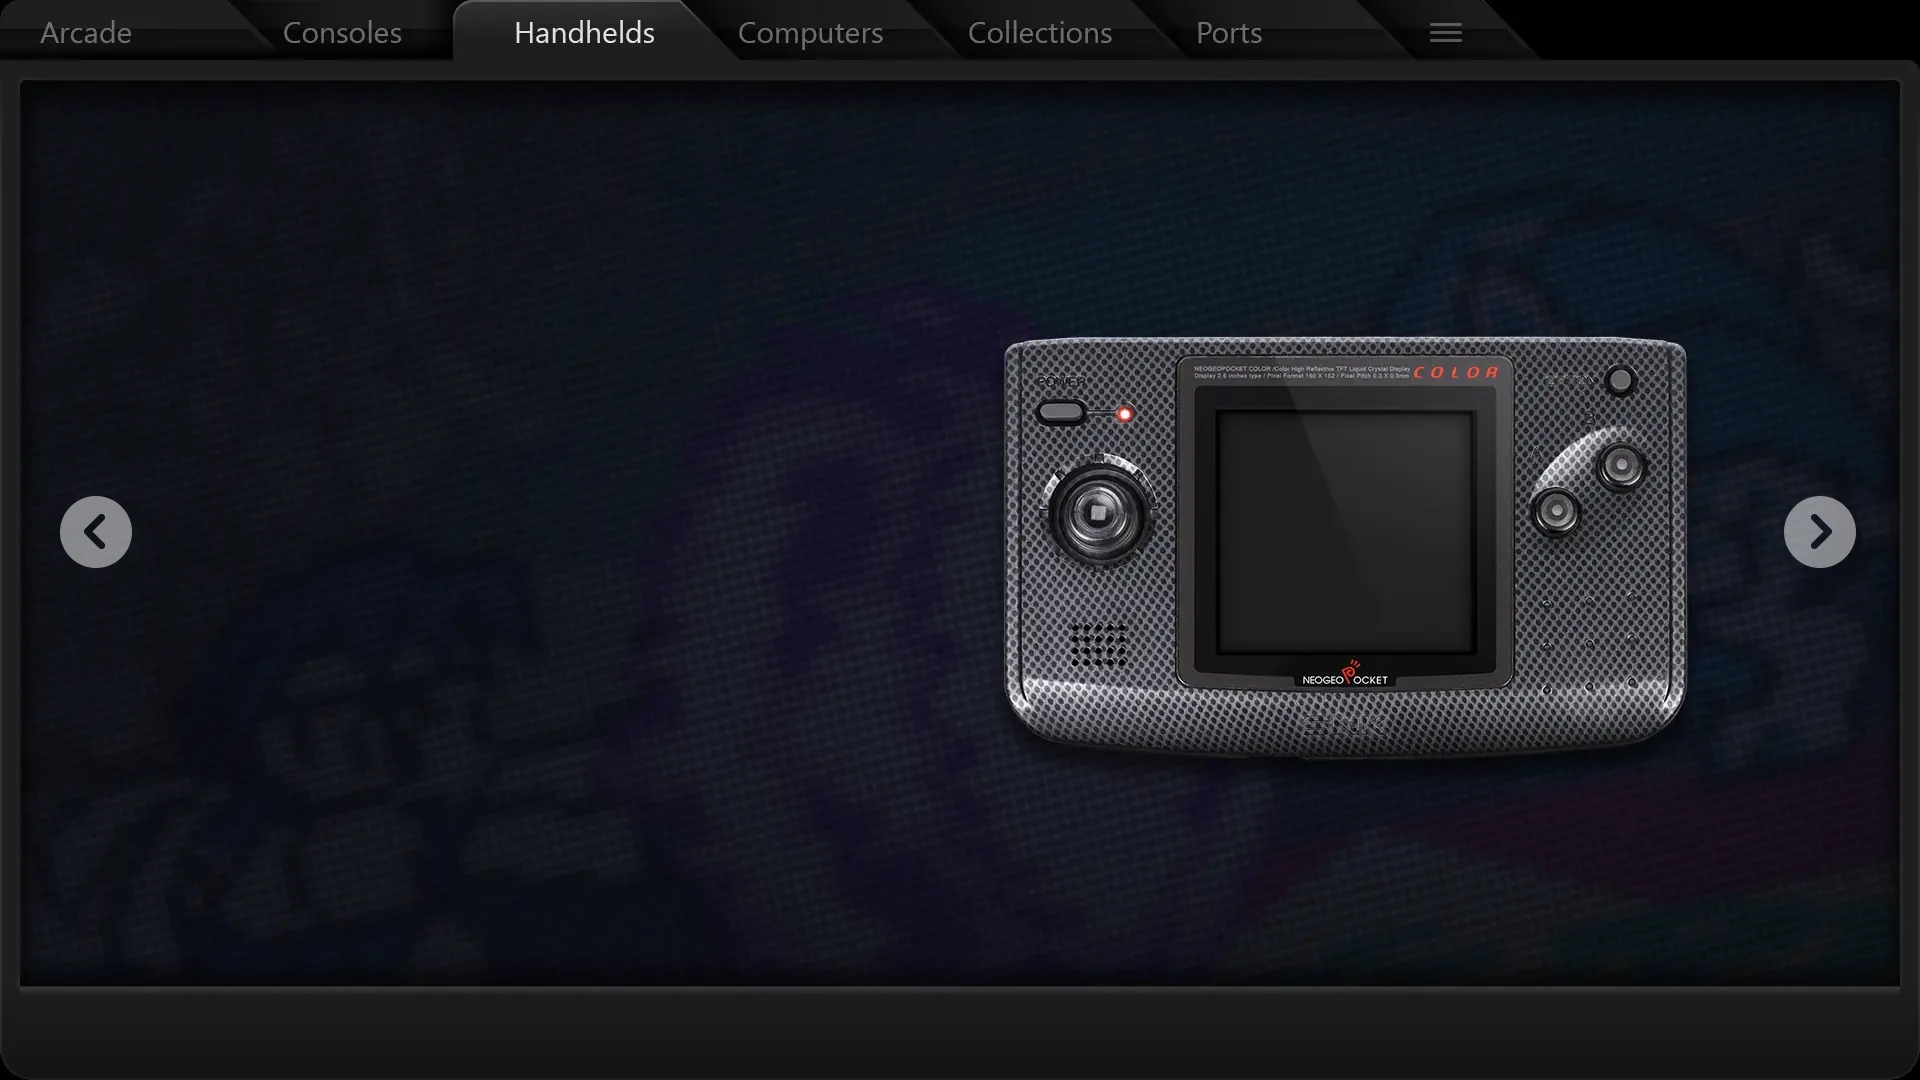 Arcade
Consoles
Handhelds
Computers
Collections
Ports
NEOGEOPOCKET COLOR /Color High Reflective TFT Liquid Crystal Display
Display 2.6 inches type / Pixel Format 160 X 152 / Pixel Pitch 0.3 X 0.3mm
COLOR
POWER
OPTION
B
A
NEOGEO POCKET
SNK